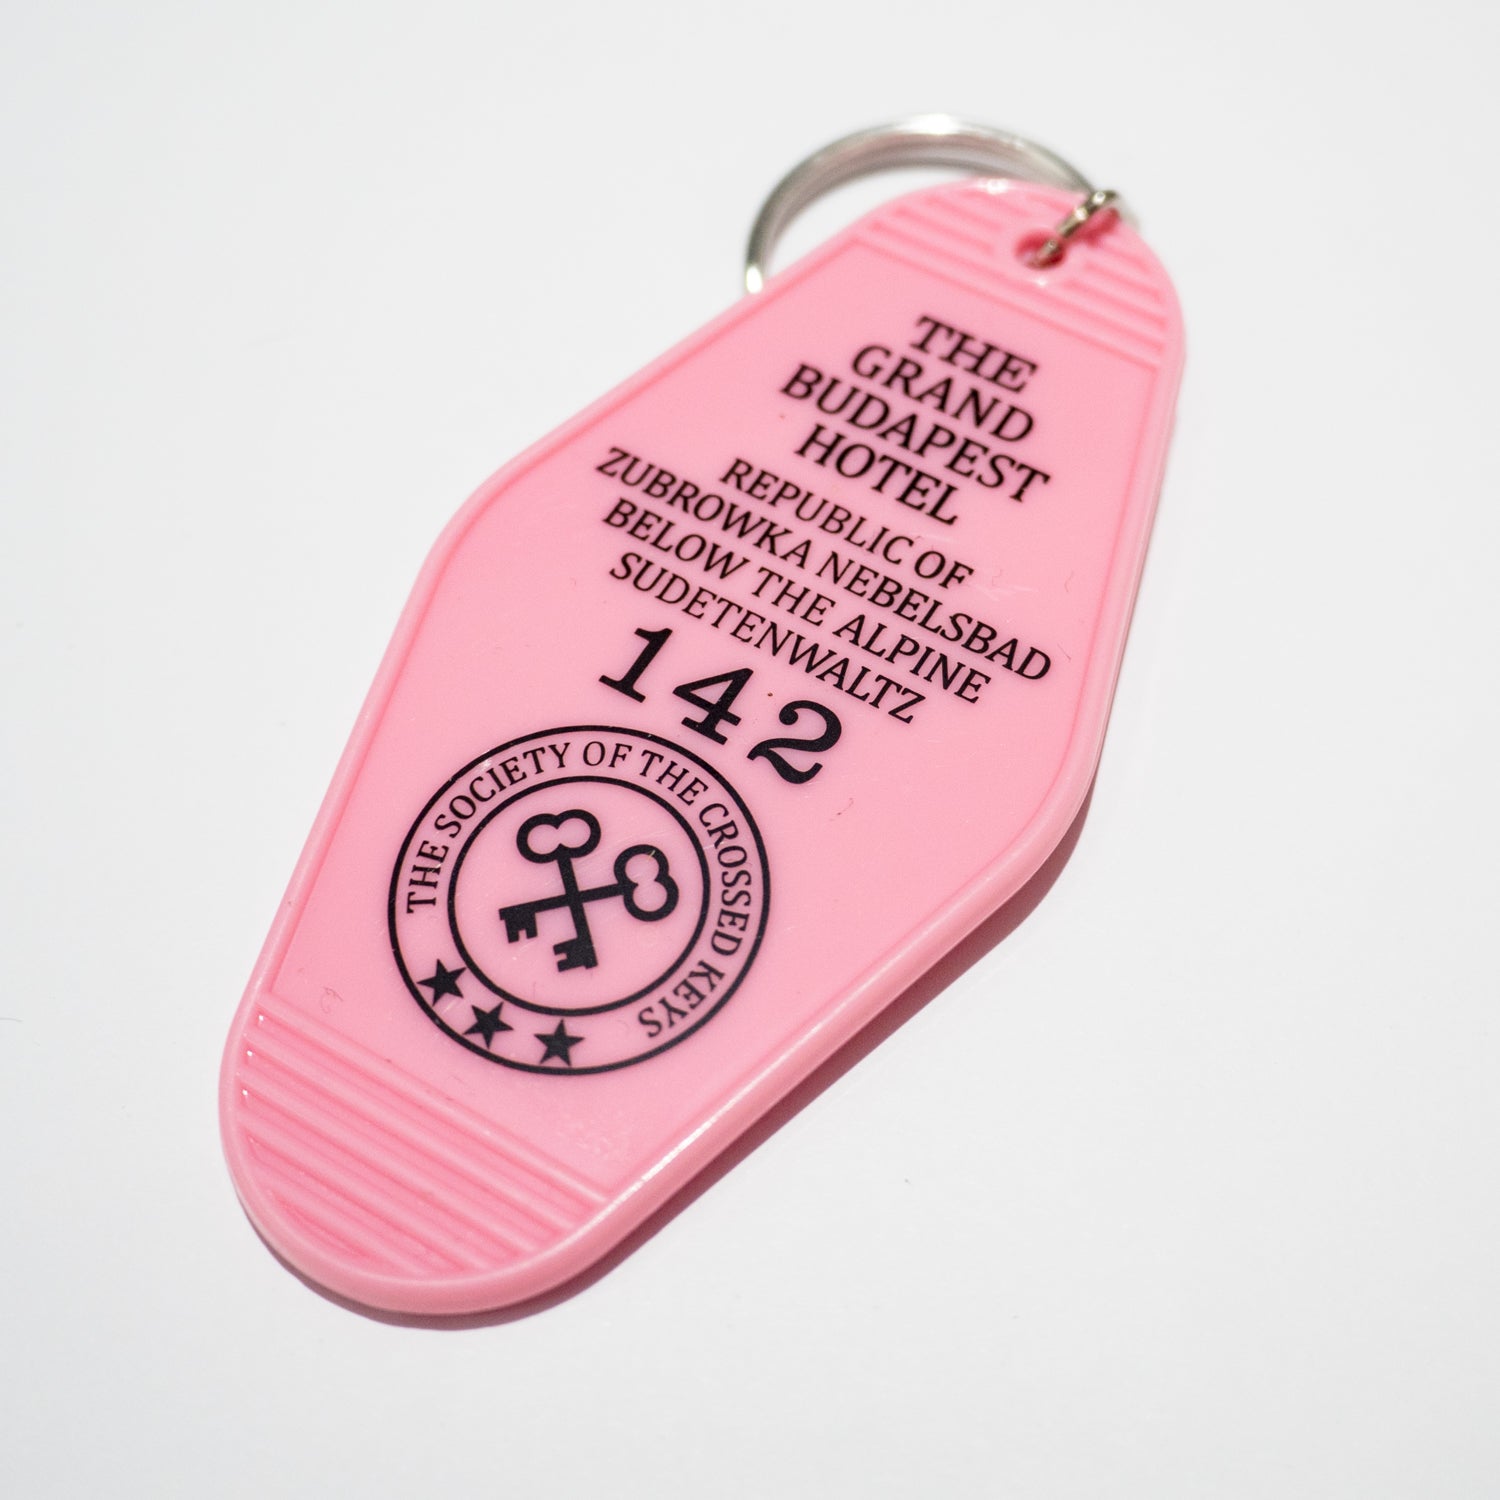 THE
GRAND
BUDAPEST
HOTEL
REPUBLIC OF
ZUBROWKA NEBELSBAD
BELOW THE ALPINE
SUDETENWALTZ
142
THE SOCIETY OF THE CROSSED KEYS